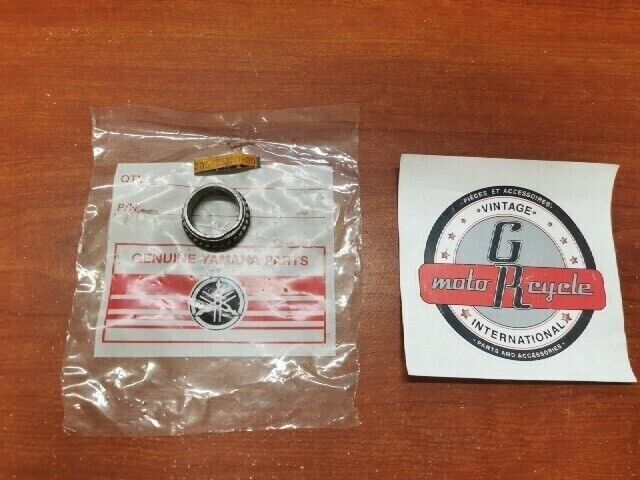 QTY
P/No.
GENUINE YAMAHA PARTS
PIÈCES ET ACCESSOIRES
VINTAGE
G
moto K cycle
INTERNATIONAL
PARTS AND ACCESSORIES